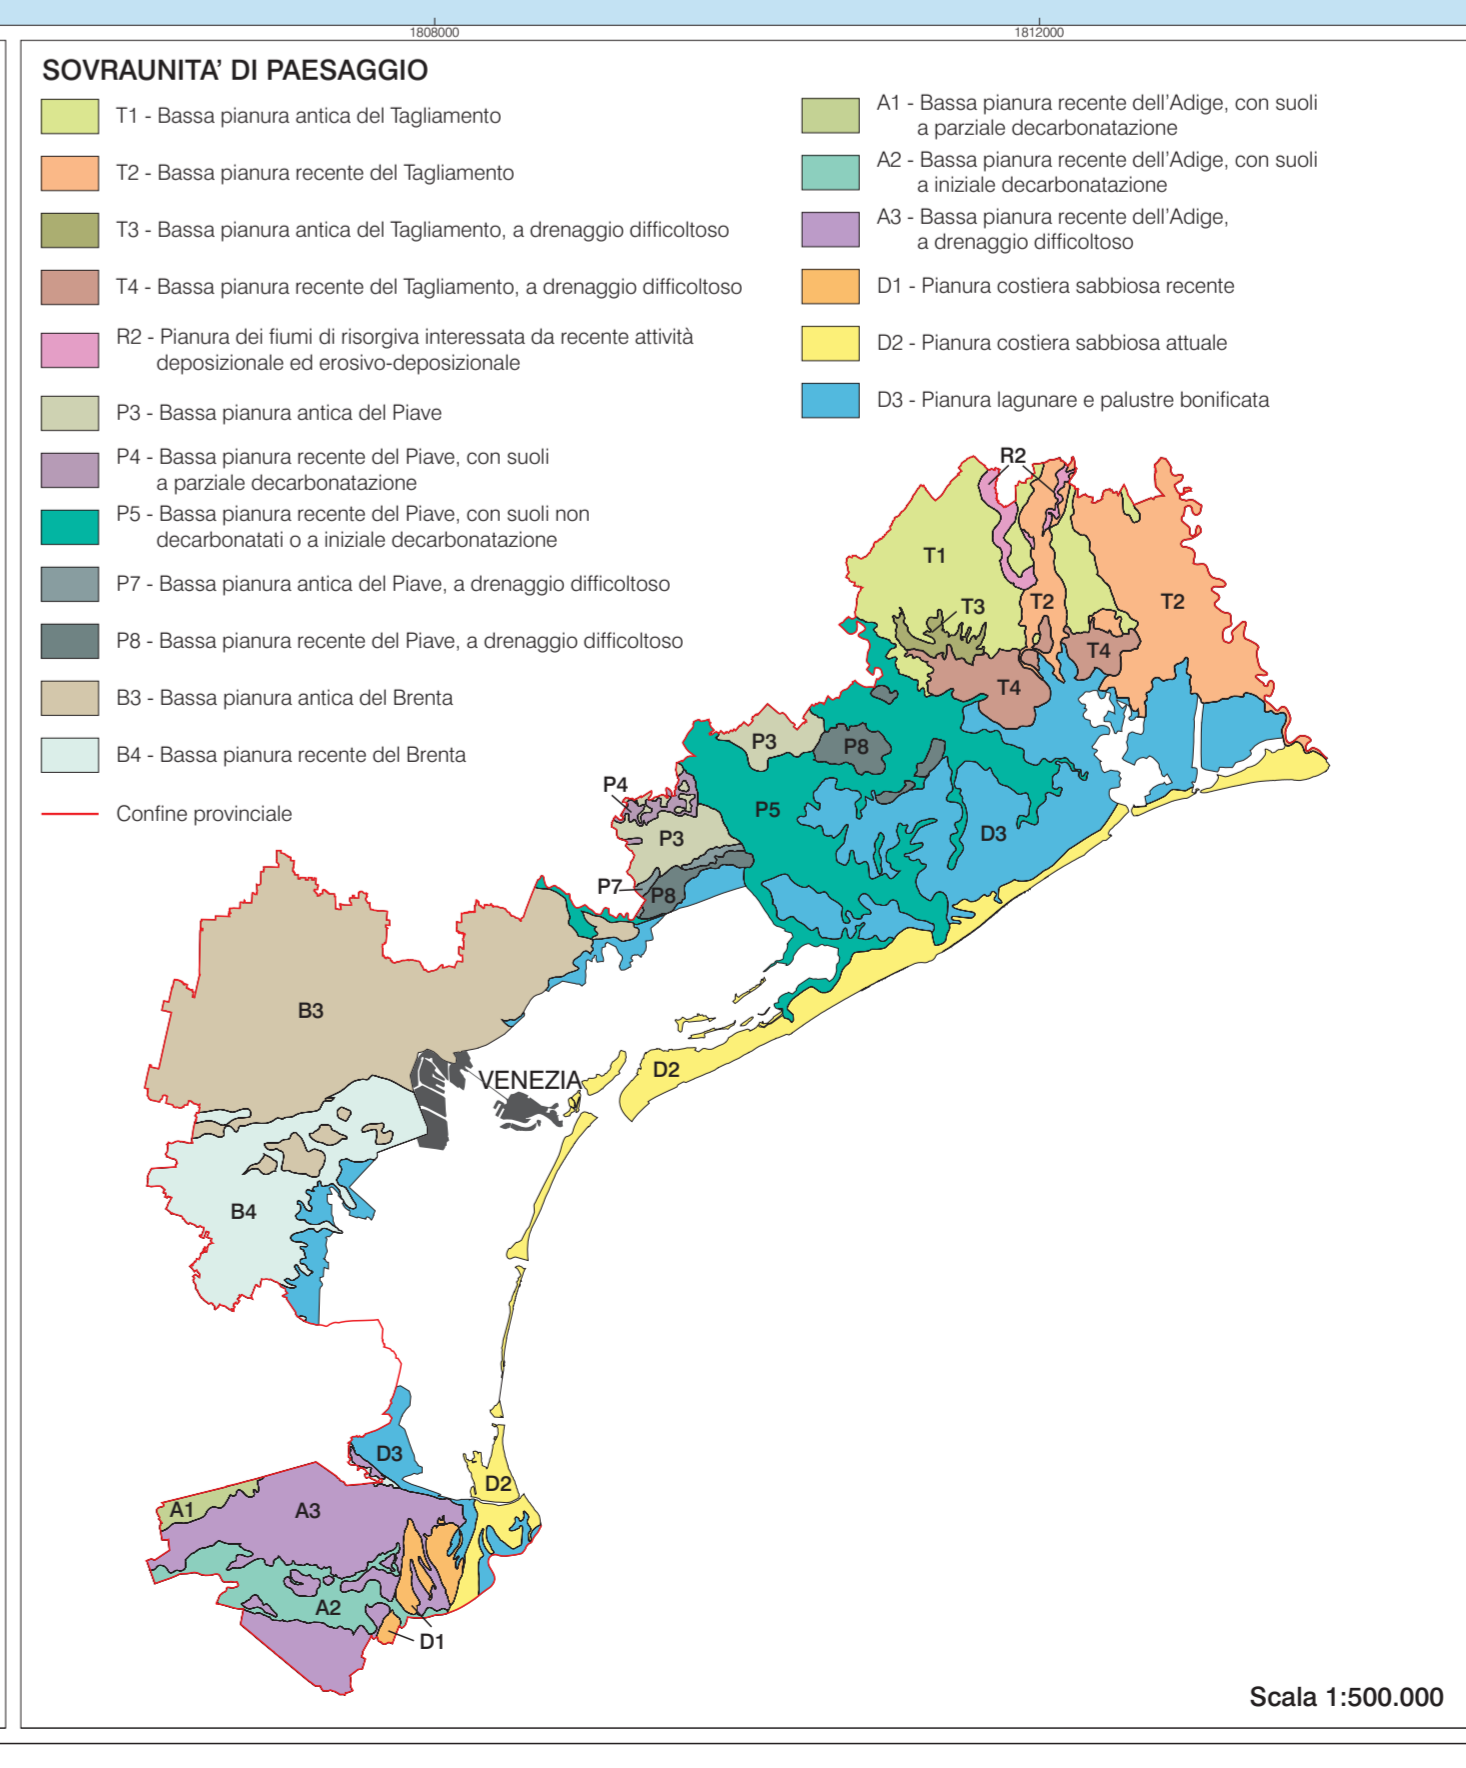 1808000
1812000
SOVRAUNITA’ DI PAESAGGIO
T1 - Bassa pianura antica del Tagliamento
T2 - Bassa pianura recente del Tagliamento
T3 - Bassa pianura antica del Tagliamento, a drenaggio difficoltoso
T4 - Bassa pianura recente del Tagliamento, a drenaggio difficoltoso
R2 - Pianura dei fiumi di risorgiva interessata da recente attività
deposizionale ed erosivo-deposizionale
P3 - Bassa pianura antica del Piave
P4 - Bassa pianura recente del Piave, con suoli
a parziale decarbonatazione
P5 - Bassa pianura recente del Piave, con suoli non
decarbonatati o a iniziale decarbonatazione
P7 - Bassa pianura antica del Piave, a drenaggio difficoltoso
P8 - Bassa pianura recente del Piave, a drenaggio difficoltoso
B3 - Bassa pianura antica del Brenta
B4 - Bassa pianura recente del Brenta
Confine provinciale
A1 - Bassa pianura recente dell’Adige, con suoli
a parziale decarbonatazione
A2 - Bassa pianura recente dell’Adige, con suoli
a iniziale decarbonatazione
A3 - Bassa pianura recente dell’Adige,
a drenaggio difficoltoso
D1 - Pianura costiera sabbiosa recente
D2 - Pianura costiera sabbiosa attuale
D3 - Pianura lagunare e palustre bonificata
R2
T1
T3
T2
T2
T4
T4
P3
P8
P4
P5
P3
D3
P7
P8
B3
D2
VENEZIA
B4
D3
D2
A1
A3
A2
D1
Scala 1:500.000